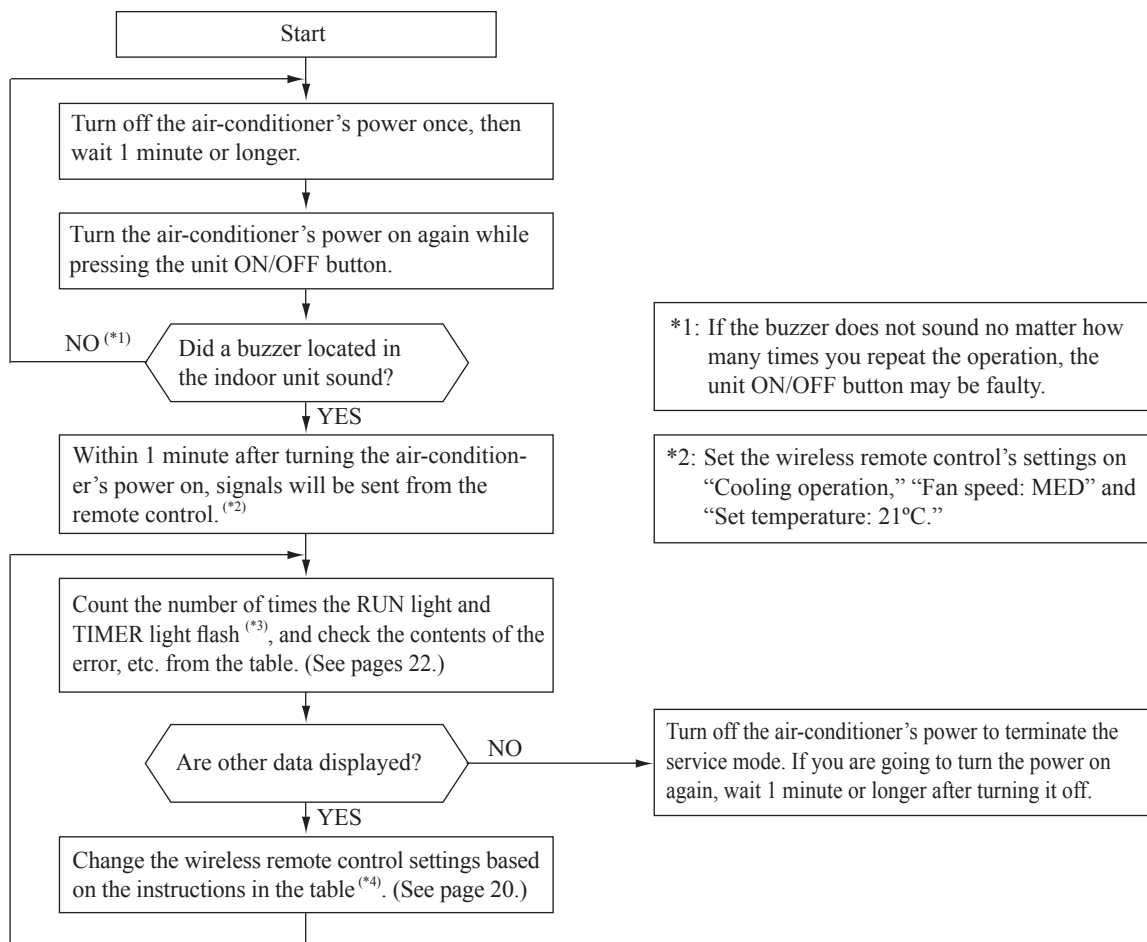 Start
Turn off the air-conditioner’s power once, then
wait 1 minute or longer.
Turn the air-conditioner’s power on again while
pressing the unit ON/OFF button.
NO (*1)
Did a buzzer located in
the indoor unit sound?
YES
*1: If the buzzer does not sound no matter how
many times you repeat the operation, the
unit ON/OFF button may be faulty.
Within 1 minute after turning the air-condition-
er’s power on, signals will be sent from the
remote control. (*2)
*2: Set the wireless remote control’s settings on
“Cooling operation,” “Fan speed: MED” and
“Set temperature: 21ºC.”
Count the number of times the RUN light and
TIMER light flash (*3), and check the contents of the
error, etc. from the table. (See pages 22.)
Are other data displayed?
NO
Turn off the air-conditioner’s power to terminate the
service mode. If you are going to turn the power on
again, wait 1 minute or longer after turning it off.
YES
Change the wireless remote control settings based
on the instructions in the table (*4). (See page 20.)